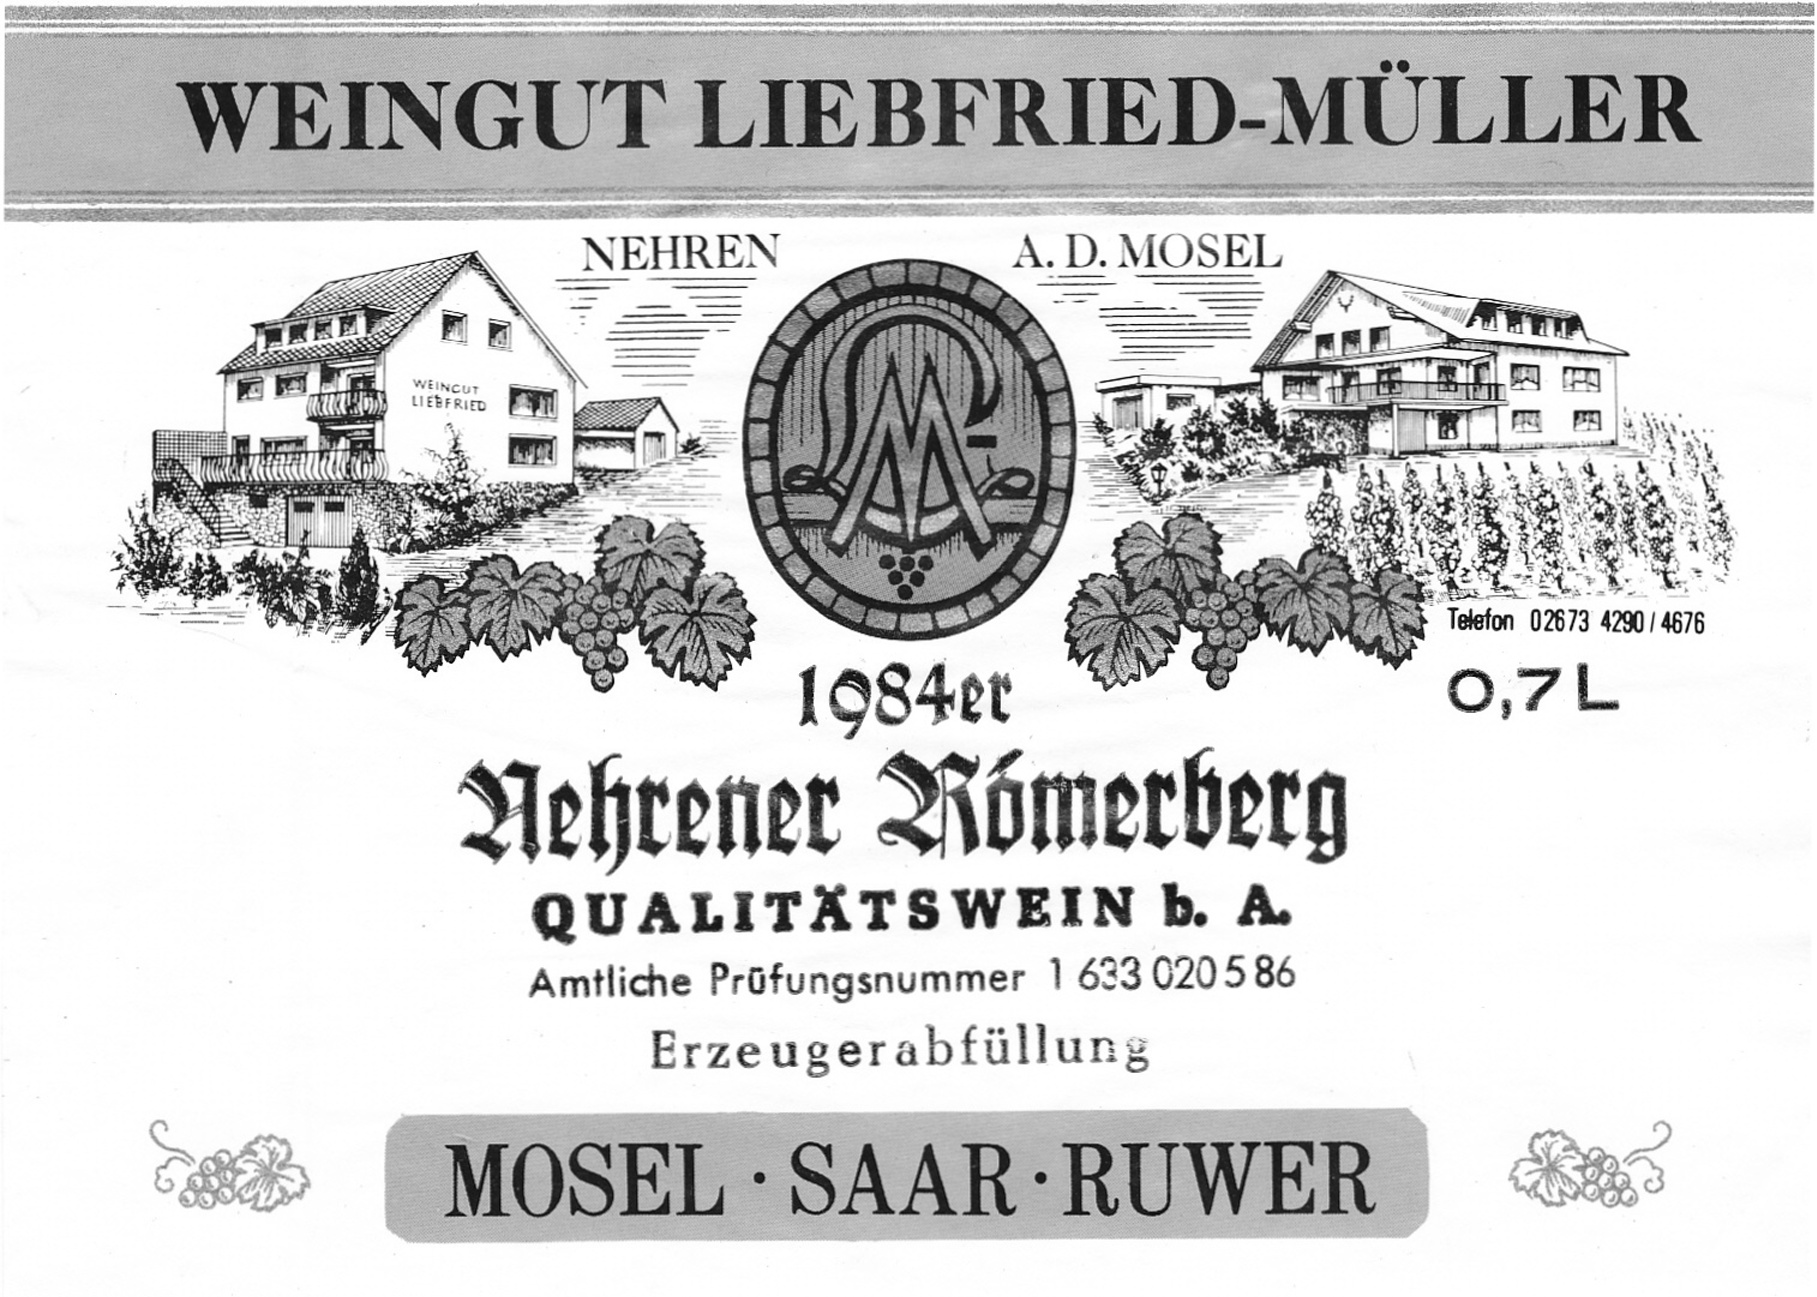 WEINGUT LIEBFRIED-MÜLLER
NEHREN A. D. MOSEL
WEINGUT
LIEBFRIED
Telefon 02673 4290 / 4676
1984er
0,7 L
Nehrener Römerberg
QUALITÄTSWEIN b. A.
Amtliche Prüfungsnummer 1 633 020 5 86
Erzeugerabfüllung
MOSEL · SAAR · RUWER